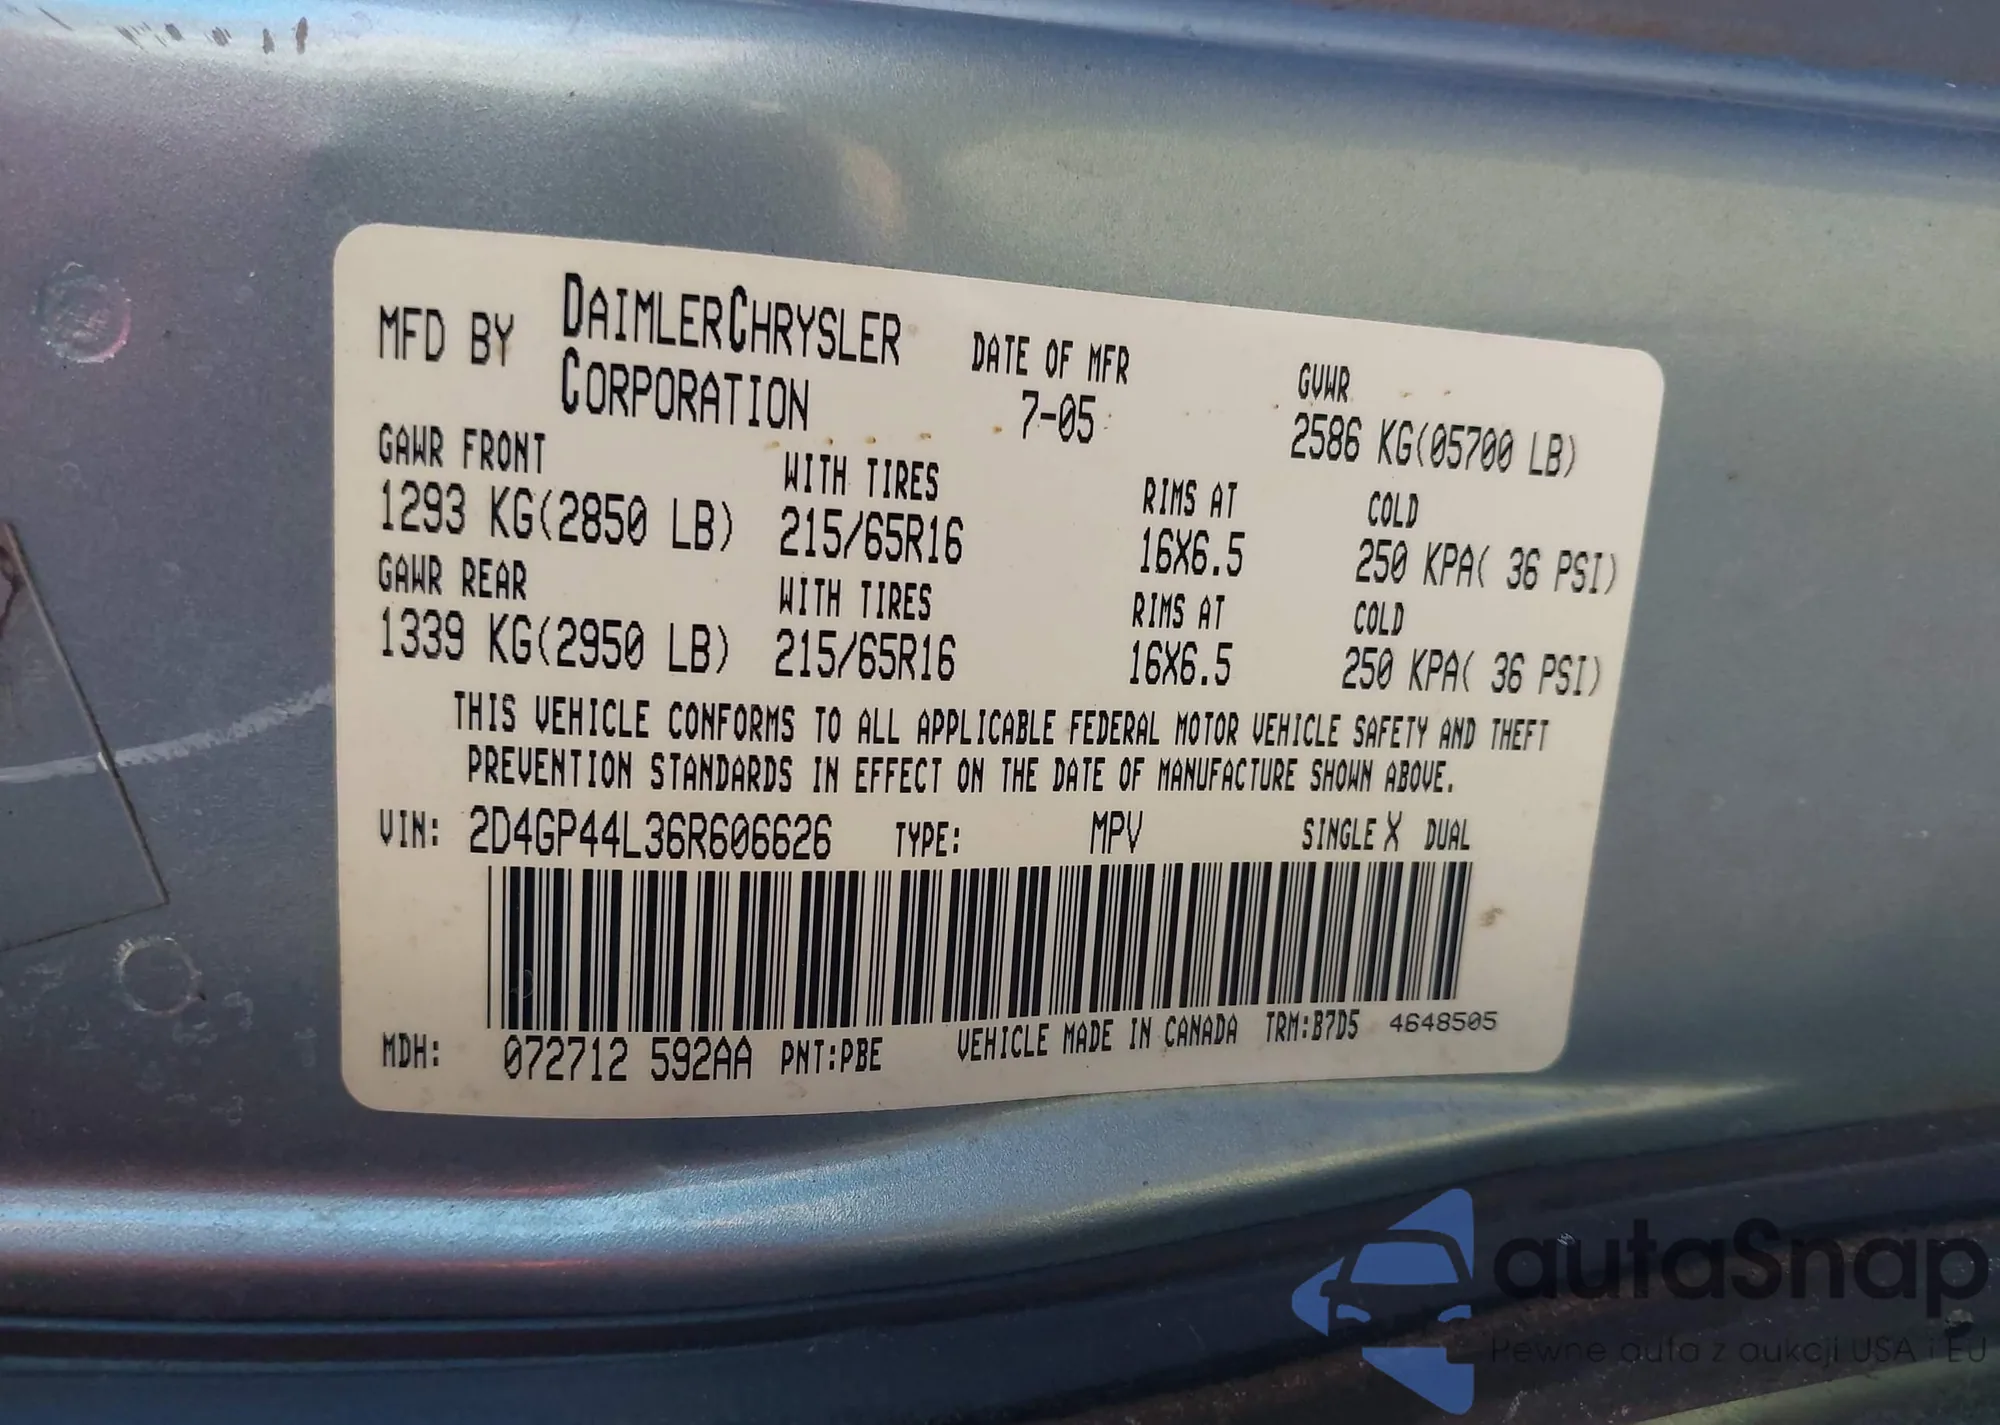 MFD BY DAIMLERCHRYSLER CORPORATION DATE OF MFR 7-05 GVWR 2586 KG(05700 LB)
GAWR FRONT WITH TIRES RIMS AT COLD
1293 KG(2850 LB) 215/65R16 16X6.5 250 KPA( 36 PSI)
GAWR REAR WITH TIRES RIMS AT COLD
1339 KG(2950 LB) 215/65R16 16X6.5 250 KPA( 36 PSI)
THIS VEHICLE CONFORMS TO ALL APPLICABLE FEDERAL MOTOR VEHICLE SAFETY AND THEFT
PREVENTION STANDARDS IN EFFECT ON THE DATE OF MANUFACTURE SHOWN ABOVE.
VIN: 2D4GP44L36R606626 TYPE: MPV SINGLE X DUAL
MDH: 072712 592AA PNT:PBE VEHICLE MADE IN CANADA TRM:B7D5 4648505
by autaSnap
Pewne auta z aukcji USA i EU